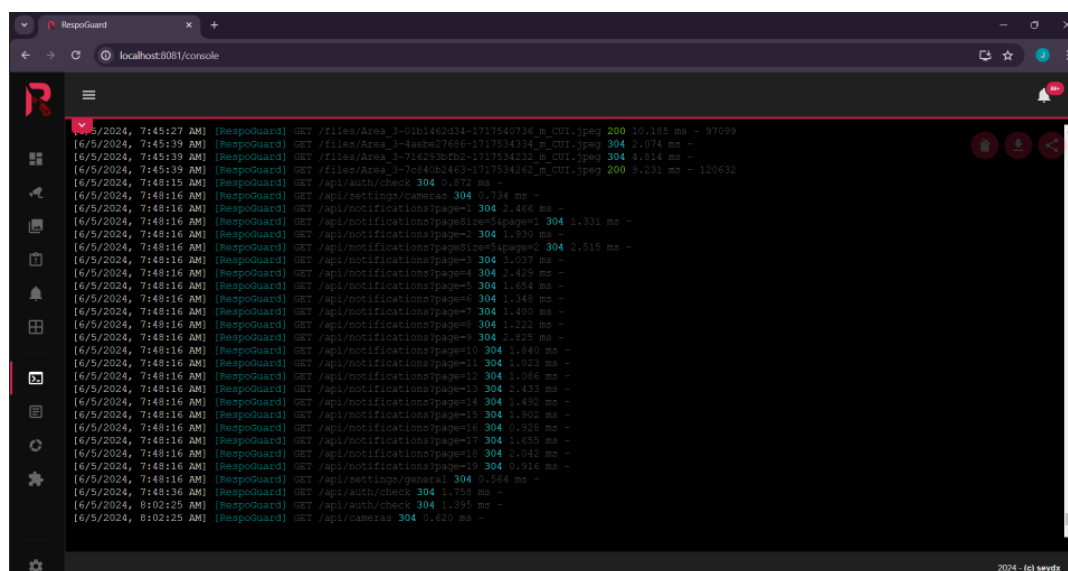 RespoGuard
localhost:8081/console
J
99+
[6/5/2024, 7:45:27 AM] [RespoGuard] GET /files/Area_3-01b1462d34-1717540736_m_CUI.jpeg 200 10.185 ms - 97099
[6/5/2024, 7:45:39 AM] [RespoGuard] GET /files/Area_3-4aebe27686-1717534334_m_CUI.jpeg 304 2.074 ms -
[6/5/2024, 7:45:39 AM] [RespoGuard] GET /files/Area_3-716293bfb2-1717534232_m_CUI.jpeg 304 4.814 ms -
[6/5/2024, 7:45:39 AM] [RespoGuard] GET /files/Area_3-7c840b2463-1717534262_m_CUI.jpeg 200 9.231 ms - 120632
[6/5/2024, 7:48:15 AM] [RespoGuard] GET /api/auth/check 304 0.872 ms -
[6/5/2024, 7:48:16 AM] [RespoGuard] GET /api/settings/cameras 304 0.734 ms -
[6/5/2024, 7:48:16 AM] [RespoGuard] GET /api/notifications?page=1 304 2.466 ms -
[6/5/2024, 7:48:16 AM] [RespoGuard] GET /api/notifications?pageSize=5&page=1 304 1.331 ms -
[6/5/2024, 7:48:16 AM] [RespoGuard] GET /api/notifications?page=2 304 1.930 ms -
[6/5/2024, 7:48:16 AM] [RespoGuard] GET /api/notifications?pageSize=5&page=2 304 2.515 ms -
[6/5/2024, 7:48:16 AM] [RespoGuard] GET /api/notifications?page=3 304 3.037 ms -
[6/5/2024, 7:48:16 AM] [RespoGuard] GET /api/notifications?page=4 304 2.429 ms -
[6/5/2024, 7:48:16 AM] [RespoGuard] GET /api/notifications?page=5 304 1.654 ms -
[6/5/2024, 7:48:16 AM] [RespoGuard] GET /api/notifications?page=6 304 1.348 ms -
[6/5/2024, 7:48:16 AM] [RespoGuard] GET /api/notifications?page=7 304 1.400 ms -
[6/5/2024, 7:48:16 AM] [RespoGuard] GET /api/notifications?page=8 304 1.222 ms -
[6/5/2024, 7:48:16 AM] [RespoGuard] GET /api/notifications?page=9 304 2.825 ms -
[6/5/2024, 7:48:16 AM] [RespoGuard] GET /api/notifications?page=10 304 1.840 ms -
[6/5/2024, 7:48:16 AM] [RespoGuard] GET /api/notifications?page=11 304 1.023 ms -
[6/5/2024, 7:48:16 AM] [RespoGuard] GET /api/notifications?page=12 304 1.086 ms -
[6/5/2024, 7:48:16 AM] [RespoGuard] GET /api/notifications?page=13 304 2.433 ms -
[6/5/2024, 7:48:16 AM] [RespoGuard] GET /api/notifications?page=14 304 1.492 ms -
[6/5/2024, 7:48:16 AM] [RespoGuard] GET /api/notifications?page=15 304 1.902 ms -
[6/5/2024, 7:48:16 AM] [RespoGuard] GET /api/notifications?page=16 304 0.928 ms -
[6/5/2024, 7:48:16 AM] [RespoGuard] GET /api/notifications?page=17 304 1.655 ms -
[6/5/2024, 7:48:16 AM] [RespoGuard] GET /api/notifications?page=18 304 2.042 ms -
[6/5/2024, 7:48:16 AM] [RespoGuard] GET /api/notifications?page=19 304 0.916 ms -
[6/5/2024, 7:48:16 AM] [RespoGuard] GET /api/settings/general 304 0.564 ms -
[6/5/2024, 7:48:36 AM] [RespoGuard] GET /api/auth/check 304 1.758 ms -
[6/5/2024, 8:02:25 AM] [RespoGuard] GET /api/auth/check 304 1.395 ms -
[6/5/2024, 8:02:25 AM] [RespoGuard] GET /api/cameras 304 0.620 ms -
2024 - (c) seydx